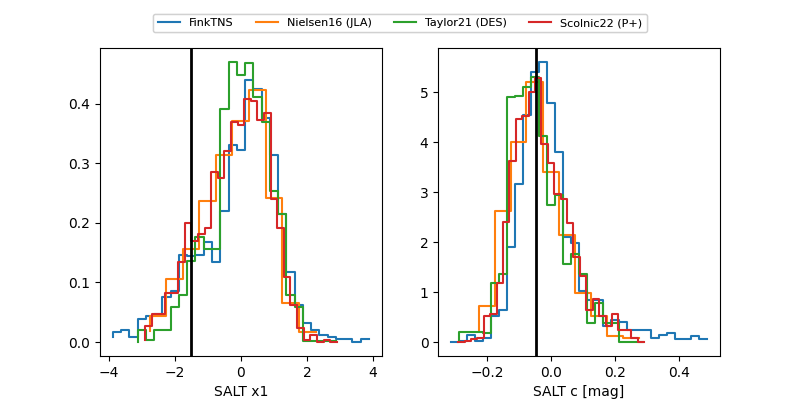 FinkTNS Nielsen16 (JLA) Taylor21 (DES) Scolnic22 (P+)
0.4
0.3
0.2
0.1
0.0
−4 −2 0 2 4
SALT x1
5
4
3
2
1
0
−0.2 0.0 0.2 0.4
SALT c [mag]